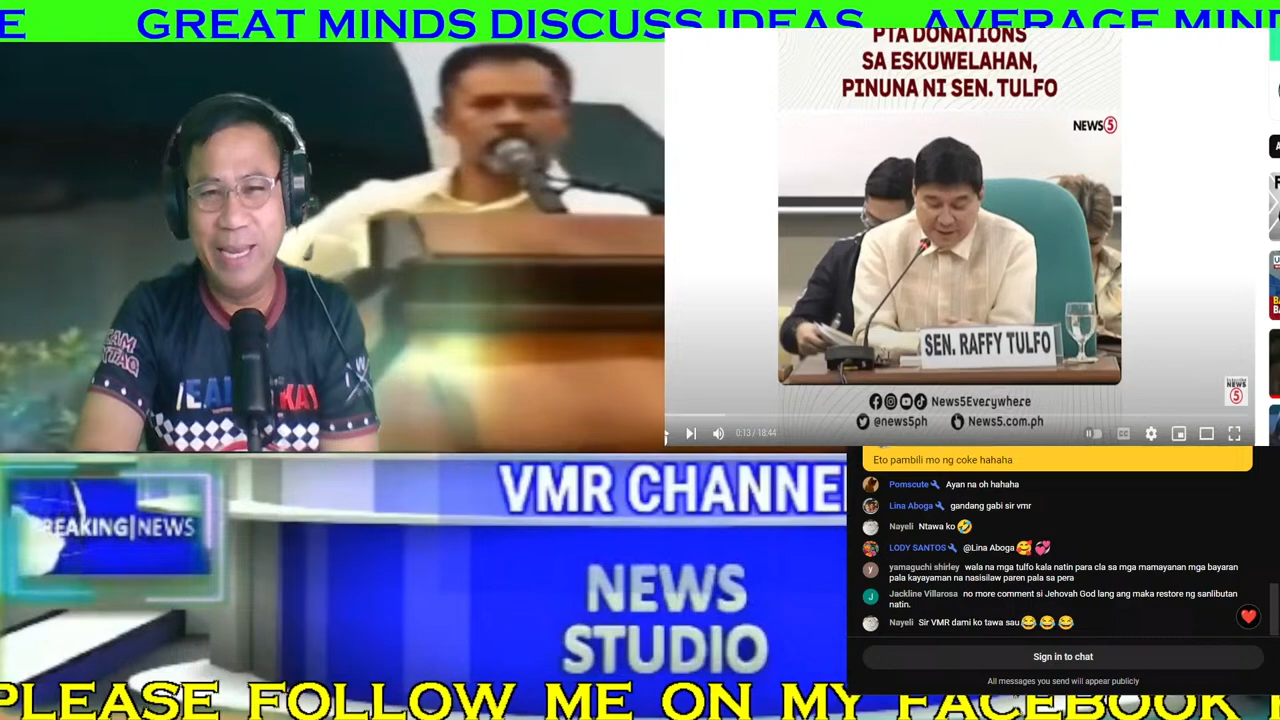 E GREAT MINDS DISCUSS IDEAS AVERAGE MIN
PTA DONATIONS
SA ESKUWELAHAN,
PINUNA NI SEN. TULFO
NEWS5
SEN. RAFFY TULFO
NEWS
5
News5Everywhere
@news5ph News5.com.ph
0:13 / 18:44
TEAM
KAY
VMR CHANNE
REAKING|NEWS
NEWS
STUDIO
Eto pambili mo ng coke hahaha
Pomscute Ayan na oh hahaha
Lina Aboga gandang gabi sir vmr
Nayeli Ntawa ko 🤣
LODY SANTOS @Lina Aboga 🥰 💞
yamaguchi shirley wala na mga tulfo kala natin para cla sa mga mamayanan mga bayaran
pala kayayaman na nasisilaw paren pala sa pera
Jackline Villarosa no more comment si Jehovah God lang ang maka restore ng sanlibutan
natin.
Nayeli Sir VMR dami ko tawa sau 😂 😂 😂
Sign in to chat
All messages you send will appear publicly
PLEASE FOLLOW ME ON MY FACEBOOK